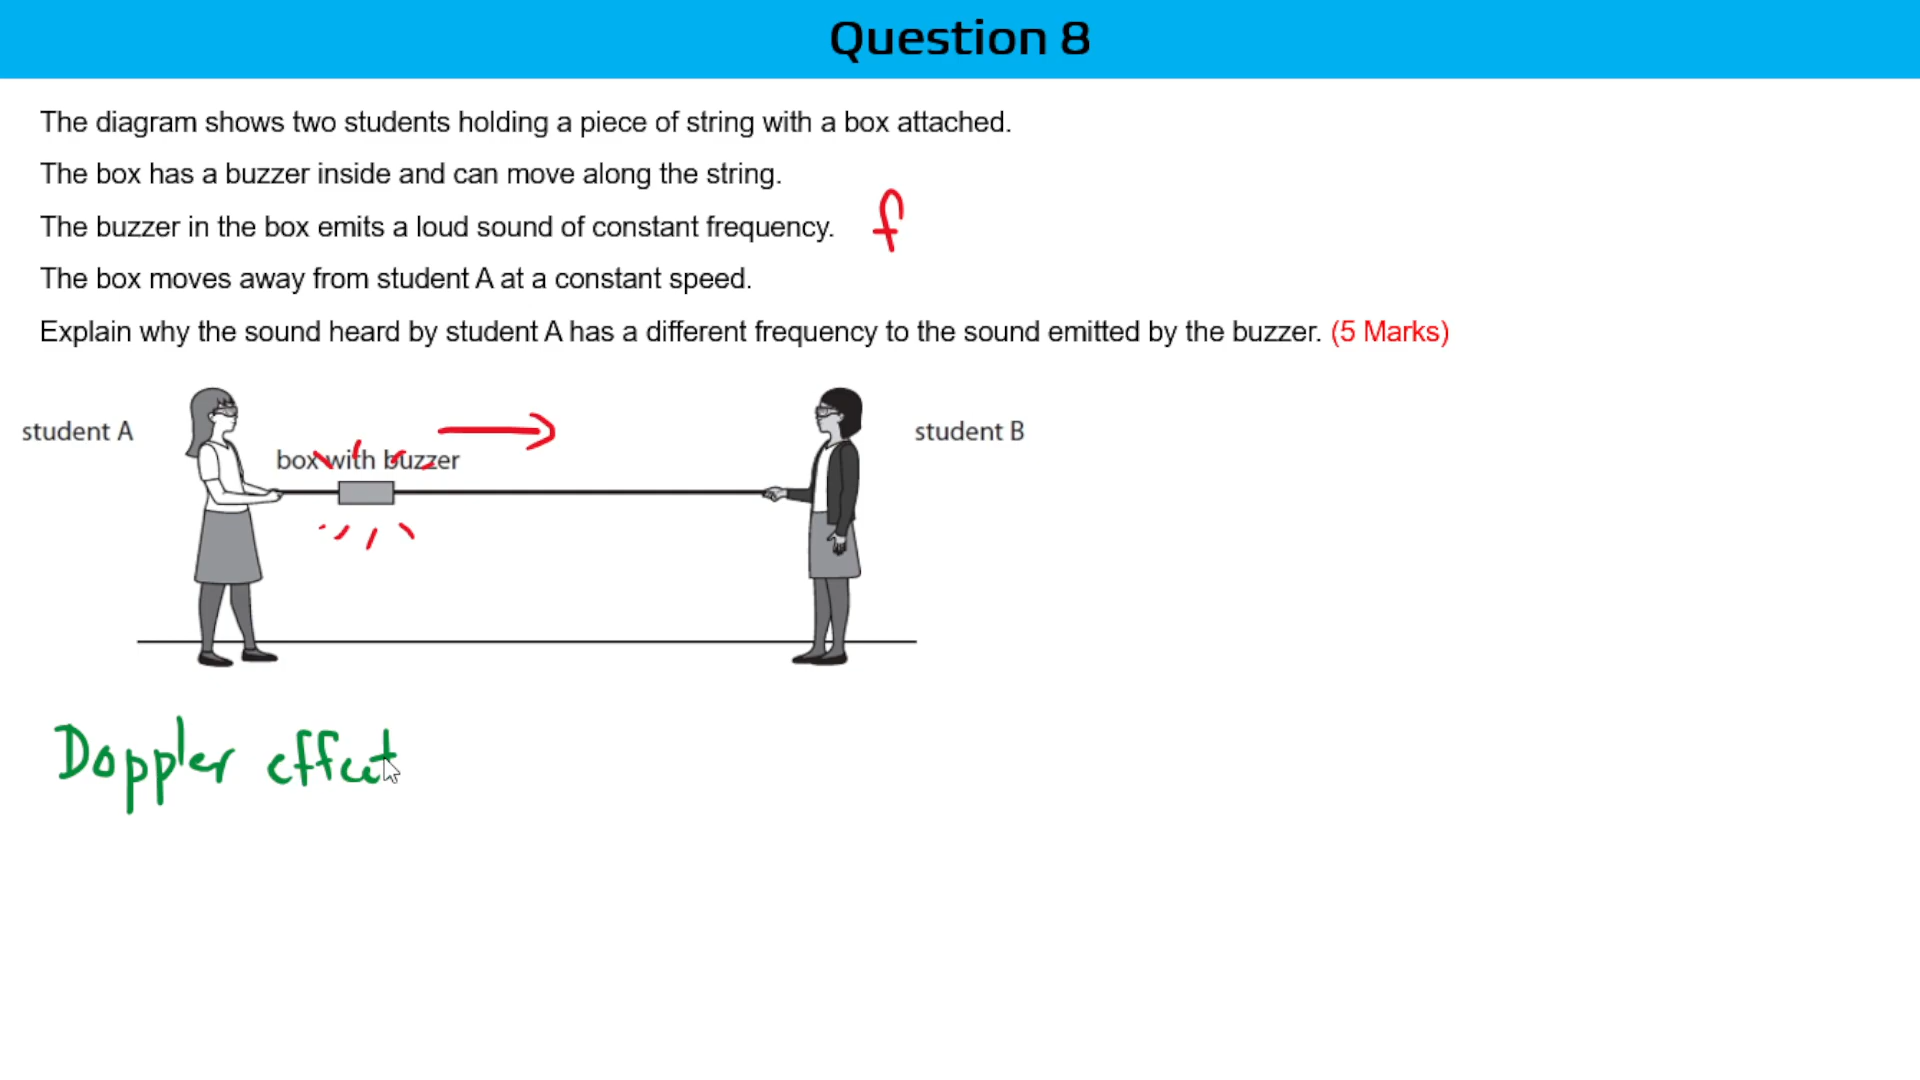 Question 8
The diagram shows two students holding a piece of string with a box attached.
The box has a buzzer inside and can move along the string.
The buzzer in the box emits a loud sound of constant frequency. f
The box moves away from student A at a constant speed.
Explain why the sound heard by student A has a different frequency to the sound emitted by the buzzer. (5 Marks)
student A
box with buzzer
student B
Doppler effect